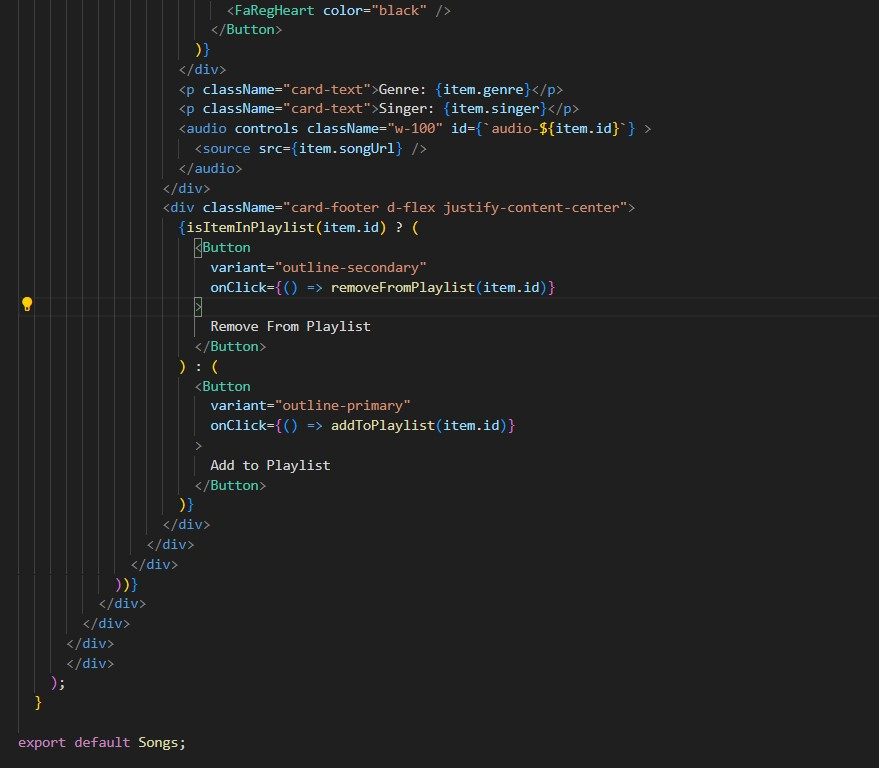 <FaRegHeart color="black" />
</Button>
)}
</div>
<p className="card-text">Genre: {item.genre}</p>
<p className="card-text">Singer: {item.singer}</p>
<audio controls className="w-100" id={`audio-${item.id}`} >
<source src={item.songUrl} />
</audio>
</div>
<div className="card-footer d-flex justify-content-center">
{isItemInPlaylist(item.id) ? (
<Button
variant="outline-secondary"
onClick={() => removeFromPlaylist(item.id)}
>
Remove From Playlist
</Button>
) : (
<Button
variant="outline-primary"
onClick={() => addToPlaylist(item.id)}
>
Add to Playlist
</Button>
)}
</div>
</div>
</div>
))}
</div>
</div>
</div>
</div>
);
}
export default Songs;